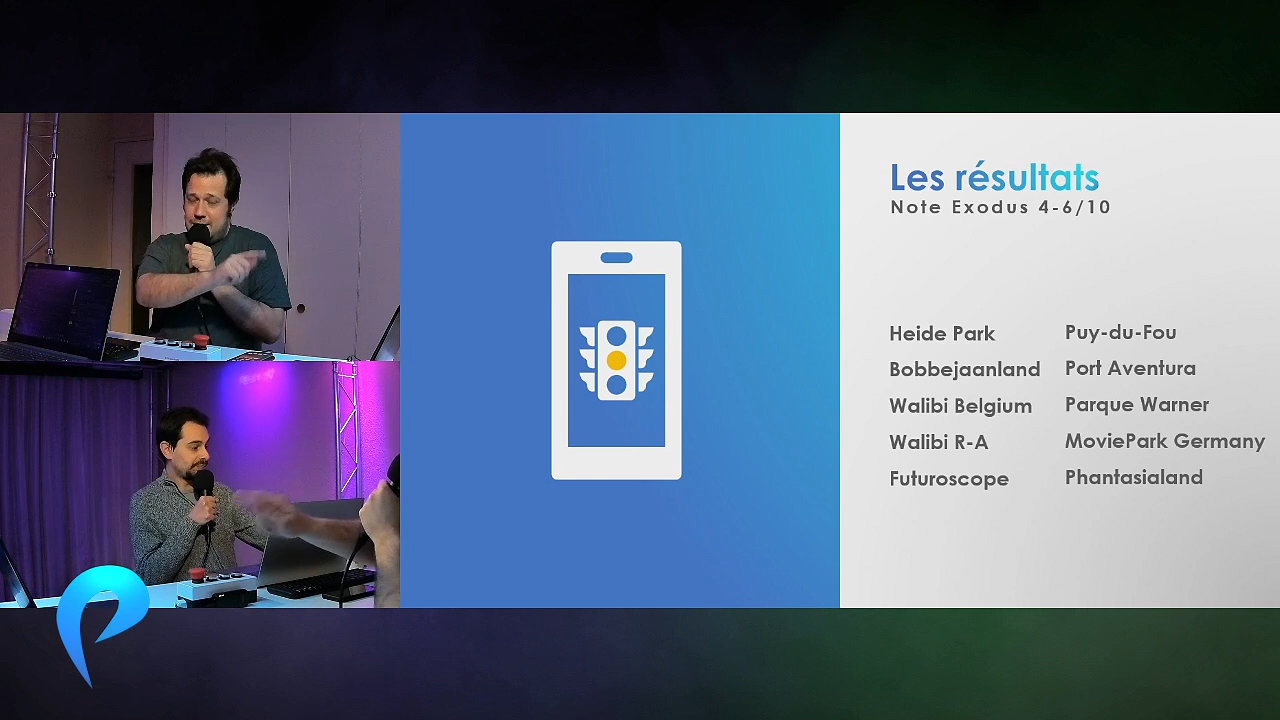 Les résultats
Note Exodus 4-6/10
Heide Park
Bobbejaanland
Walibi Belgium
Walibi R-A
Futuroscope
Puy-du-Fou
Port Aventura
Parque Warner
MoviePark Germany
Phantasialand